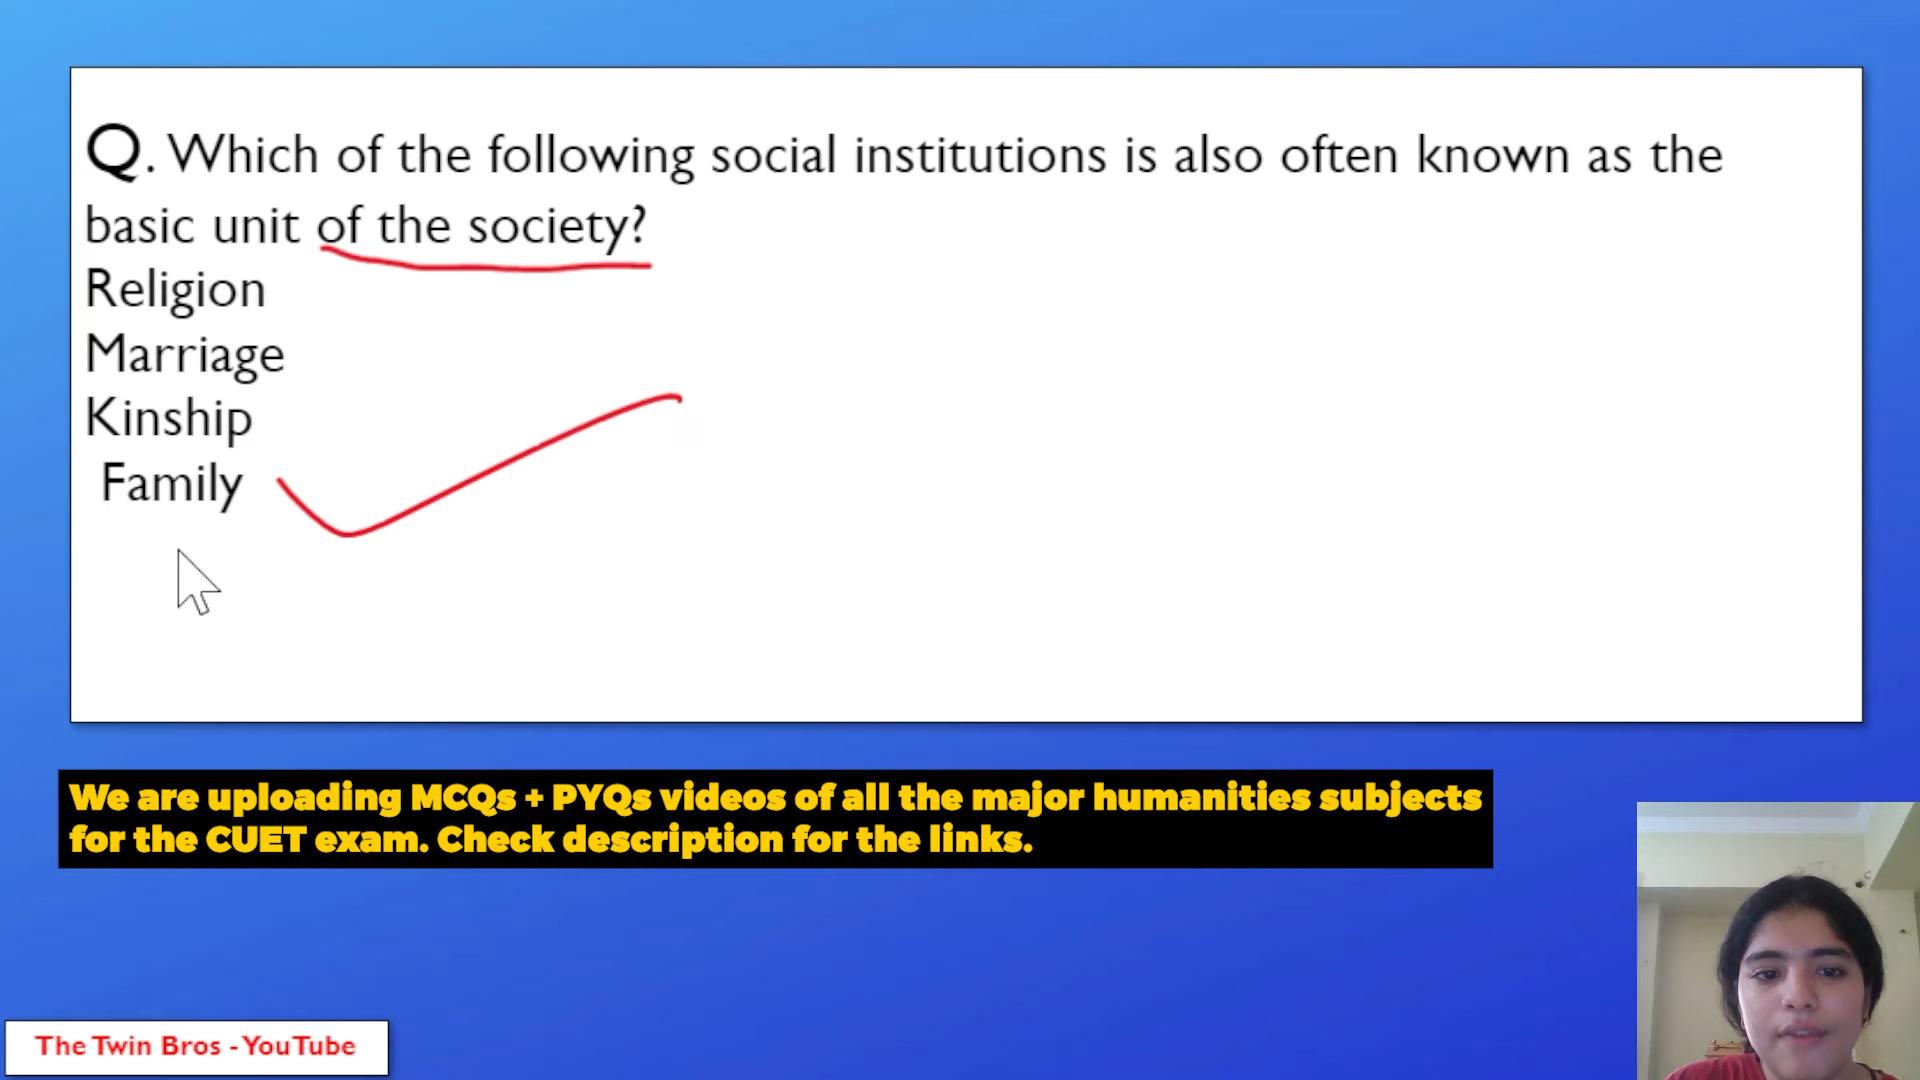 Q. Which of the following social institutions is also often known as the
basic unit of the society?
Religion
Marriage
Kinship
Family
We are uploading MCQs + PYQs videos of all the major humanities subjects
for the CUET exam. Check description for the links.
The Twin Bros - YouTube